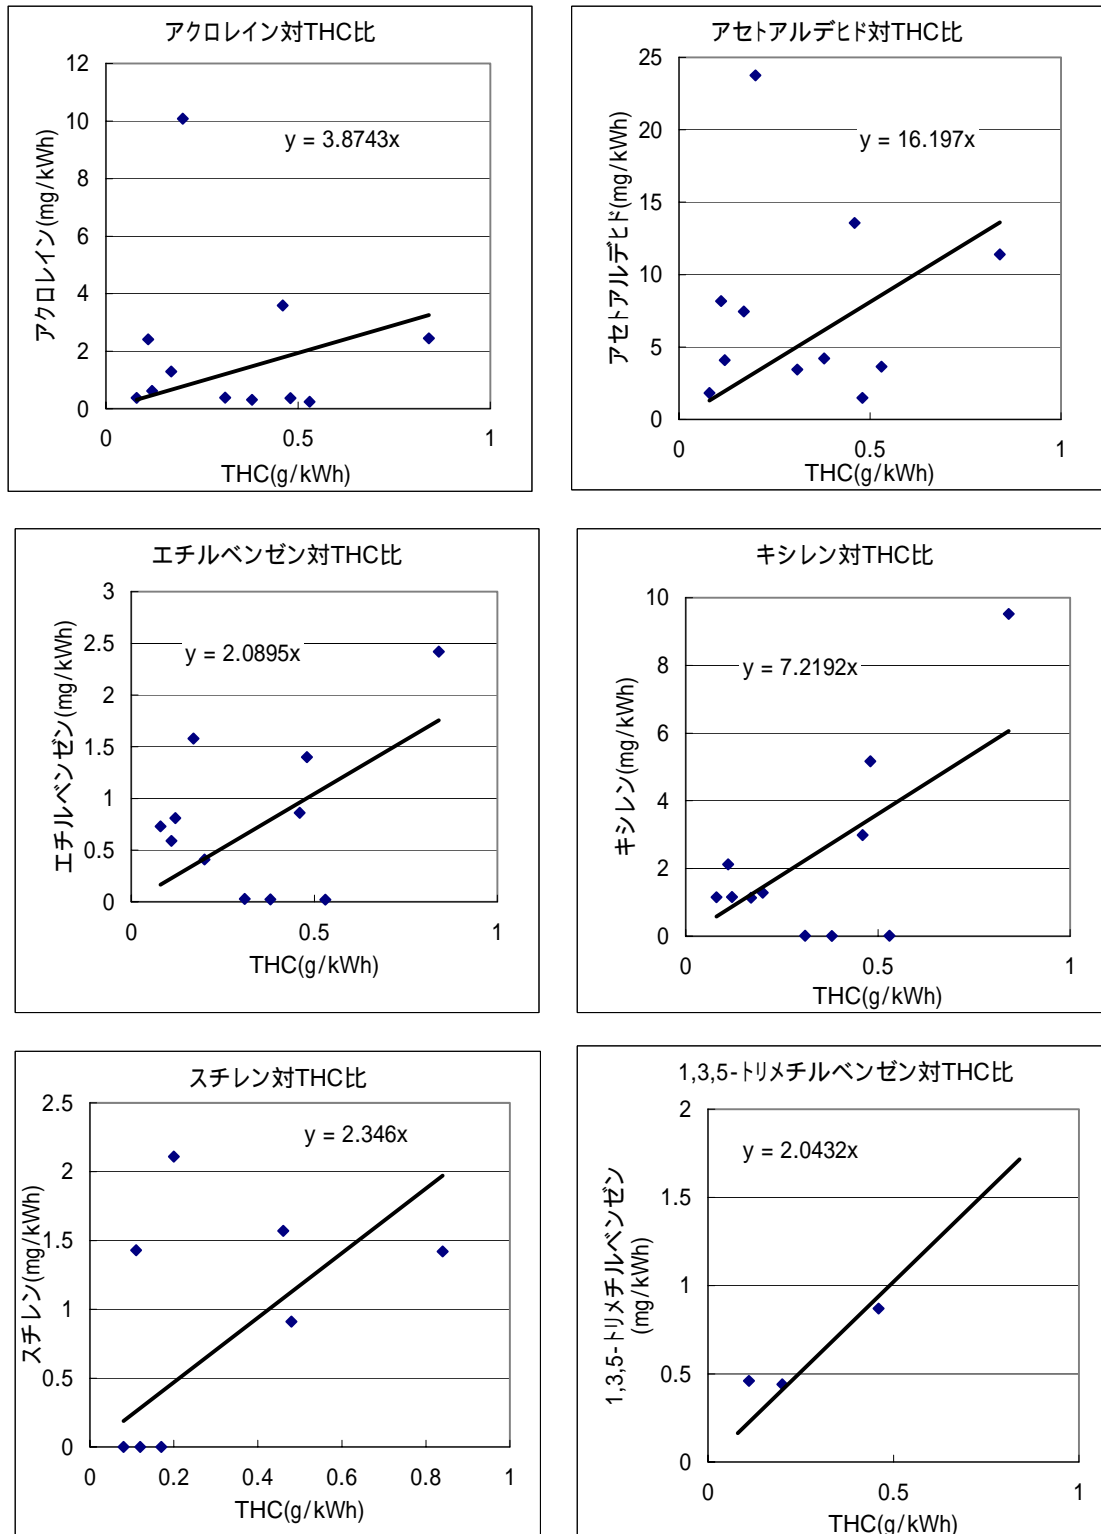 アクロレイン対THC比
12
10
8
6
4
2
0
アクロレイン(mg/kWh)
y = 3.8743x
0 0.5 1
THC(g/kWh)
アセトアルデヒド対THC比
25
20
15
10
5
0
アセトアルデヒド(mg/kWh)
y = 16.197x
0 0.5 1
THC(g/kWh)
エチルベンゼン対THC比
3
2.5
2
1.5
1
0.5
0
エチルベンゼン(mg/kWh)
y = 2.0895x
0 0.5 1
THC(g/kWh)
キシレン対THC比
10
8
6
4
2
0
キシレン(mg/kWh)
y = 7.2192x
0 0.5 1
THC(g/kWh)
スチレン対THC比
2.5
2
1.5
1
0.5
0
スチレン(mg/kWh)
y = 2.346x
0 0.2 0.4 0.6 0.8 1
THC(g/kWh)
1,3,5-トリメチルベンゼン対THC比
2
1.5
1
0.5
0
1,3,5-トリメチルベンゼン
(mg/kWh)
y = 2.0432x
0 0.5 1
THC(g/kWh)